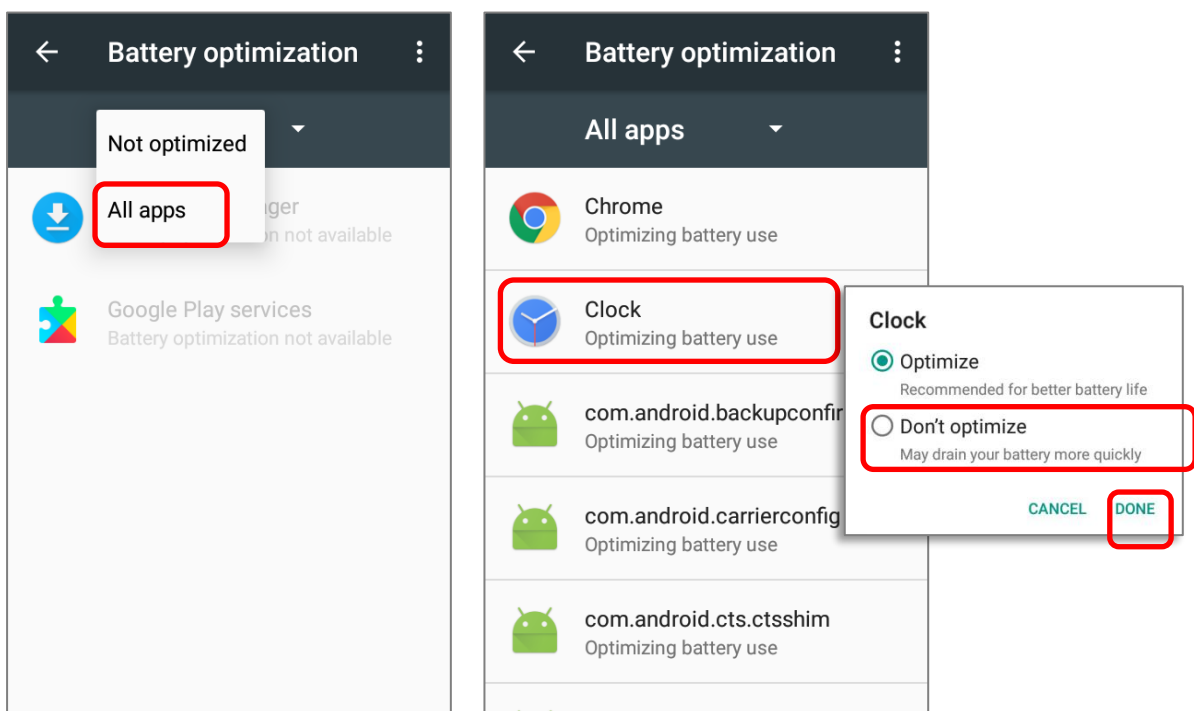 Battery optimization
Not optimized
All apps
ger
n not available
Google Play services
Battery optimization not available
Battery optimization
All apps
Chrome
Optimizing battery use
Clock
Optimizing battery use
com.android.backupconfir
Optimizing battery use
com.android.carrierconfig
Optimizing battery use
com.android.cts.ctsshim
Optimizing battery use
Clock
Optimize
Recommended for better battery life
Don't optimize
May drain your battery more quickly
CANCEL DONE